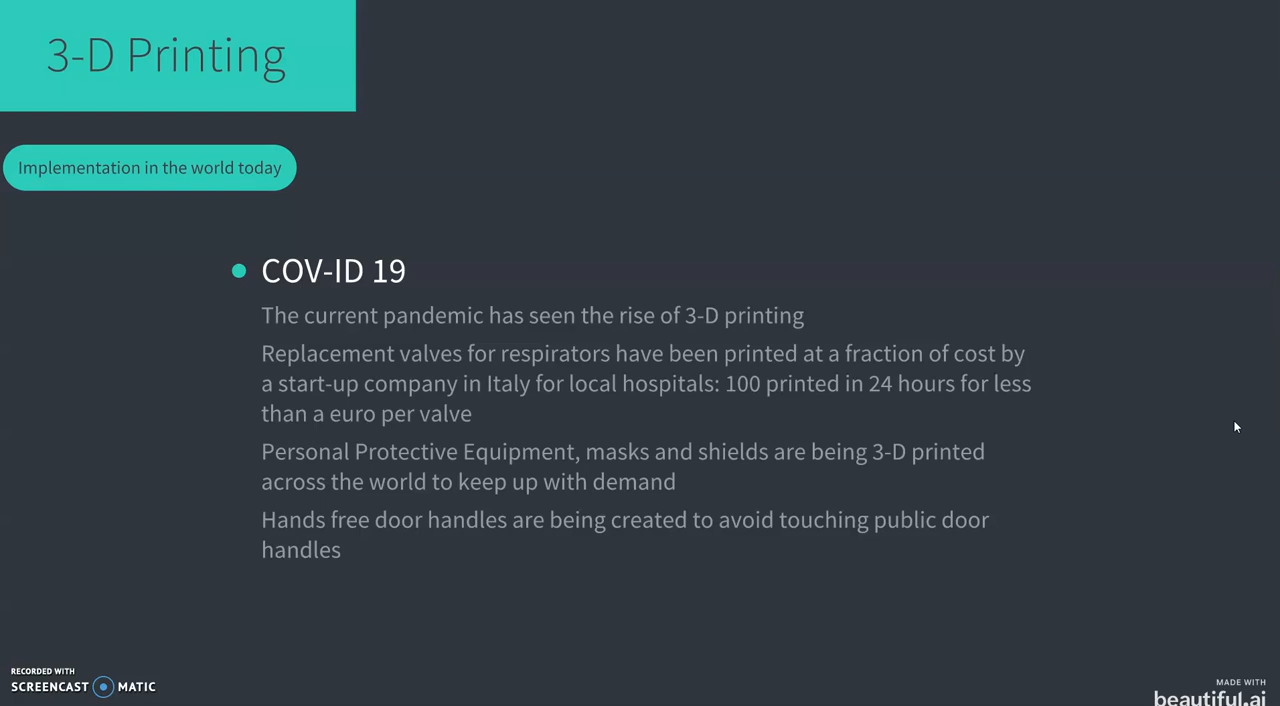 3-D Printing
Implementation in the world today
COV-ID 19
The current pandemic has seen the rise of 3-D printing
Replacement valves for respirators have been printed at a fraction of cost by
a start-up company in Italy for local hospitals: 100 printed in 24 hours for less
than a euro per valve
Personal Protective Equipment, masks and shields are being 3-D printed
across the world to keep up with demand
Hands free door handles are being created to avoid touching public door
handles
RECORDED WITH
SCREENCAST MATIC
MADE WITH
beautiful.ai